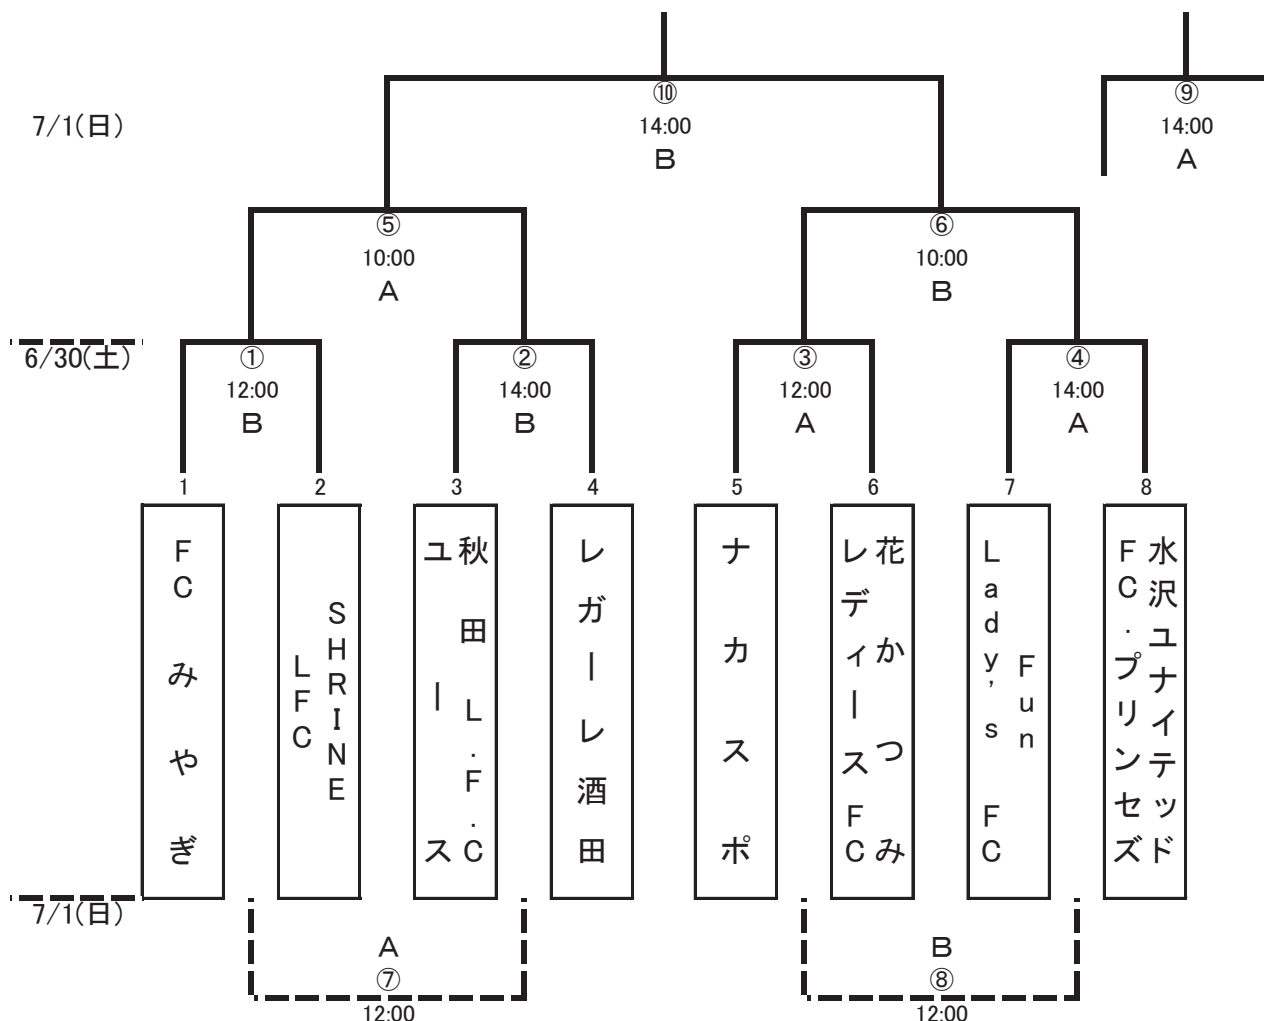 ⑩
⑨
7/1(日)
14:00
14:00
B
A
⑤
⑥
10:00
10:00
A
B
6/30(土)
①
②
③
④
12:00
14:00
12:00
14:00
B
B
A
A
1
2
3
4
5
6
7
8
FCみやぎ
SHRINE
LFC
秋田L.F.C
ユース
レガーレ酒田
ナカスポ
花かつみ
レディースFC
Lady's FC
Fun
水沢ユナイテッド
FC.プリンセズ
7/1(日)
A
B
⑦
⑧
12:00
12:00